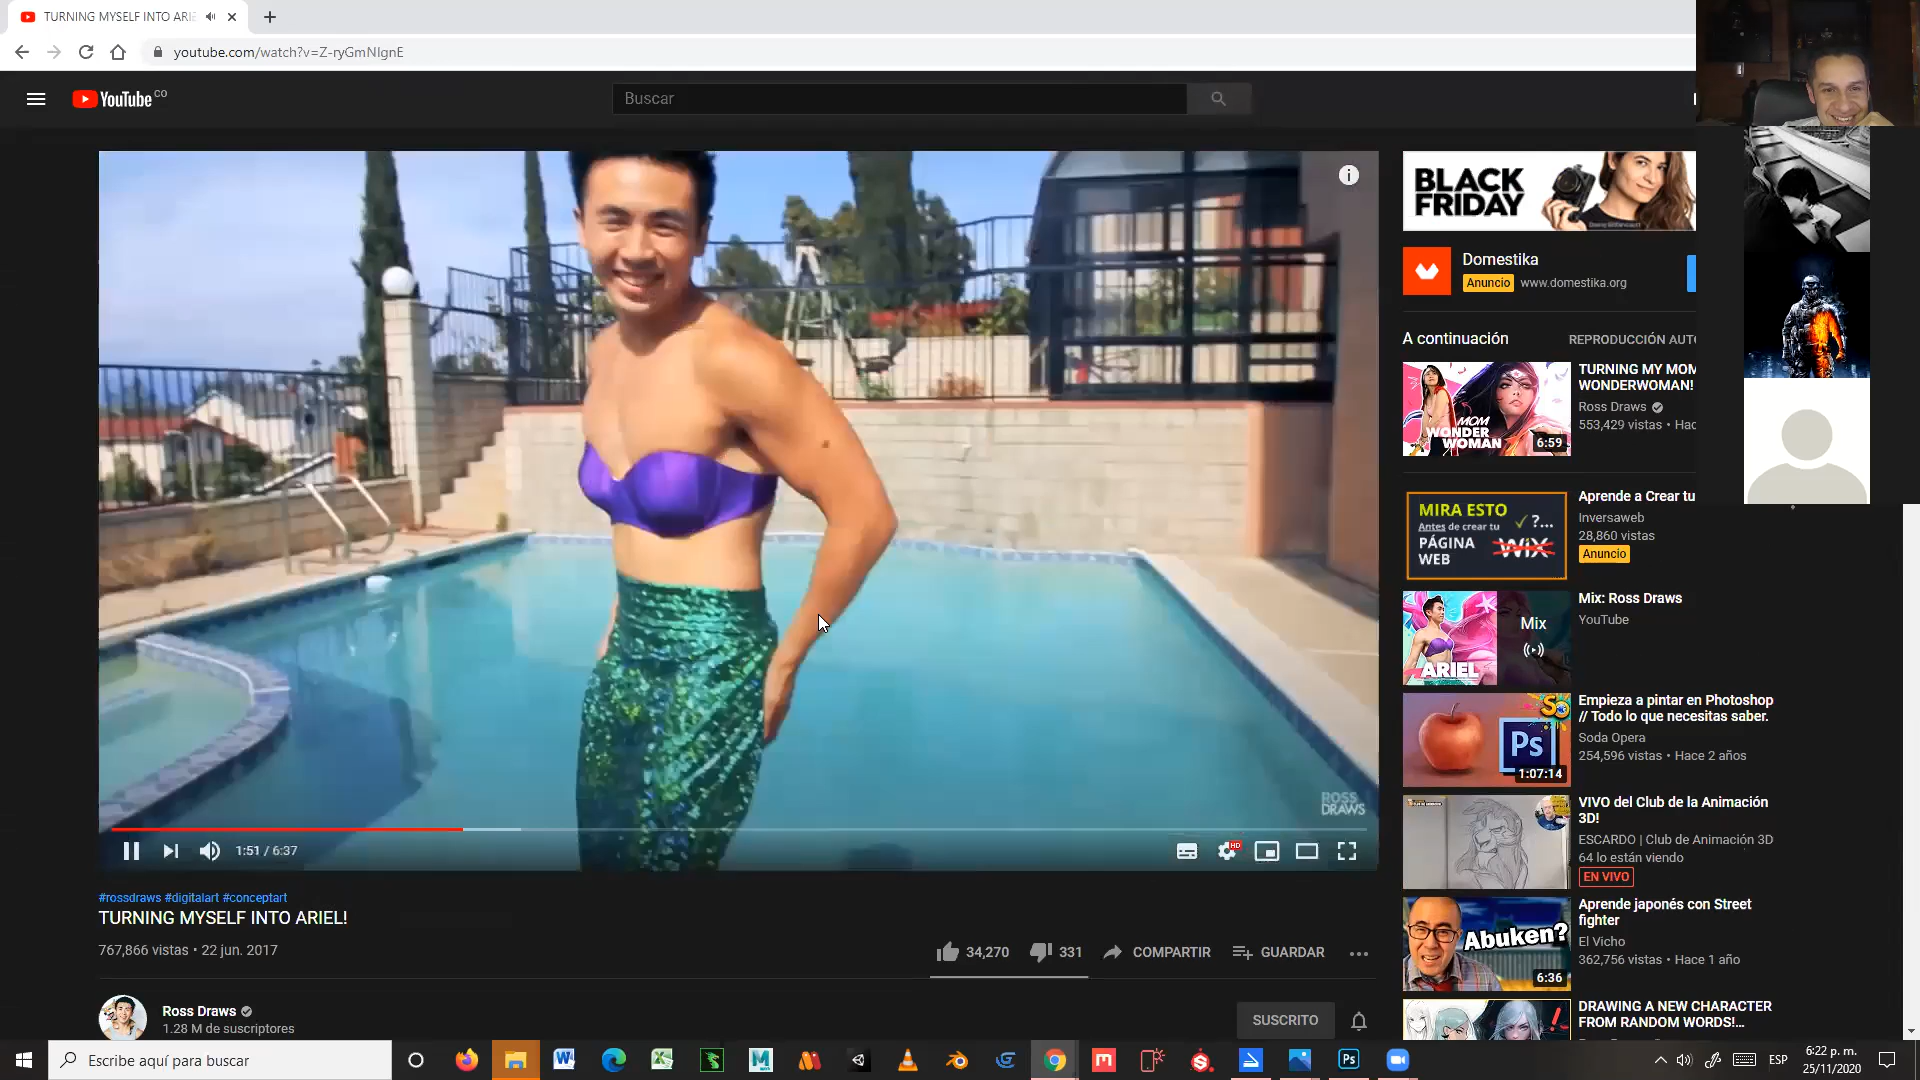 TURNING MYSELF INTO ARIE
youtube.com/watch?v=Z-ryGmNIgnE
YouTube CO
Buscar
BLACK
FRIDAY
Domestika
Anuncio www.domestika.org
A continuación
REPRODUCCIÓN AUTO
TURNING MY MOM
WONDERWOMAN!
Ross Draws
553,429 vistas • Hac
MOM
WONDER
WOMAN
6:59
MIRA ESTO
Antes de crear tu
PÁGINA
WEB
?...
WIX
Aprende a Crear tu
Inversaweb
28,860 vistas
Anuncio
ARIEL
Mix
Mix: Ross Draws
YouTube
Ps
1:07:14
Empieza a pintar en Photoshop
// Todo lo que necesitas saber.
Soda Opera
254,596 vistas • Hace 2 años
VIVO del Club de la Animación
3D!
ESCARDO | Club de Animación 3D
64 lo están viendo
EN VIVO
Abuken?
6:36
Aprende japonés con Street
fighter
El Vicho
362,756 vistas • Hace 1 año
DRAWING A NEW CHARACTER
FROM RANDOM WORDS!...
ROSS
DRAWS
1:51 / 6:37
HD
#rossdraws #digitalart #conceptart
TURNING MYSELF INTO ARIEL!
767,866 vistas • 22 jun. 2017
34,270
331
COMPARTIR
GUARDAR
Ross Draws
1.28 M de suscriptores
SUSCRITO
Escribe aquí para buscar
Ps
ESP
6:22 p. m.
25/11/2020